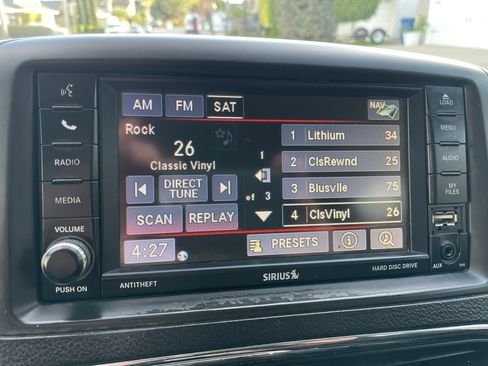 AM FM SAT NAV
LOAD
Rock
26
Classic Vinyl
1
of 3
1 Lithium 34
2 ClsRewnd 25
3 Blusvlle 75
4 ClsVinyl 26
DIRECT
TUNE
SCAN REPLAY
4:27
PRESETS
i
RADIO
MEDIA
VOLUME
PUSH ON
MENU
AUDIO
MY
FILES
AUX
ANTITHEFT
SIRIUS
HARD DISC DRIVE